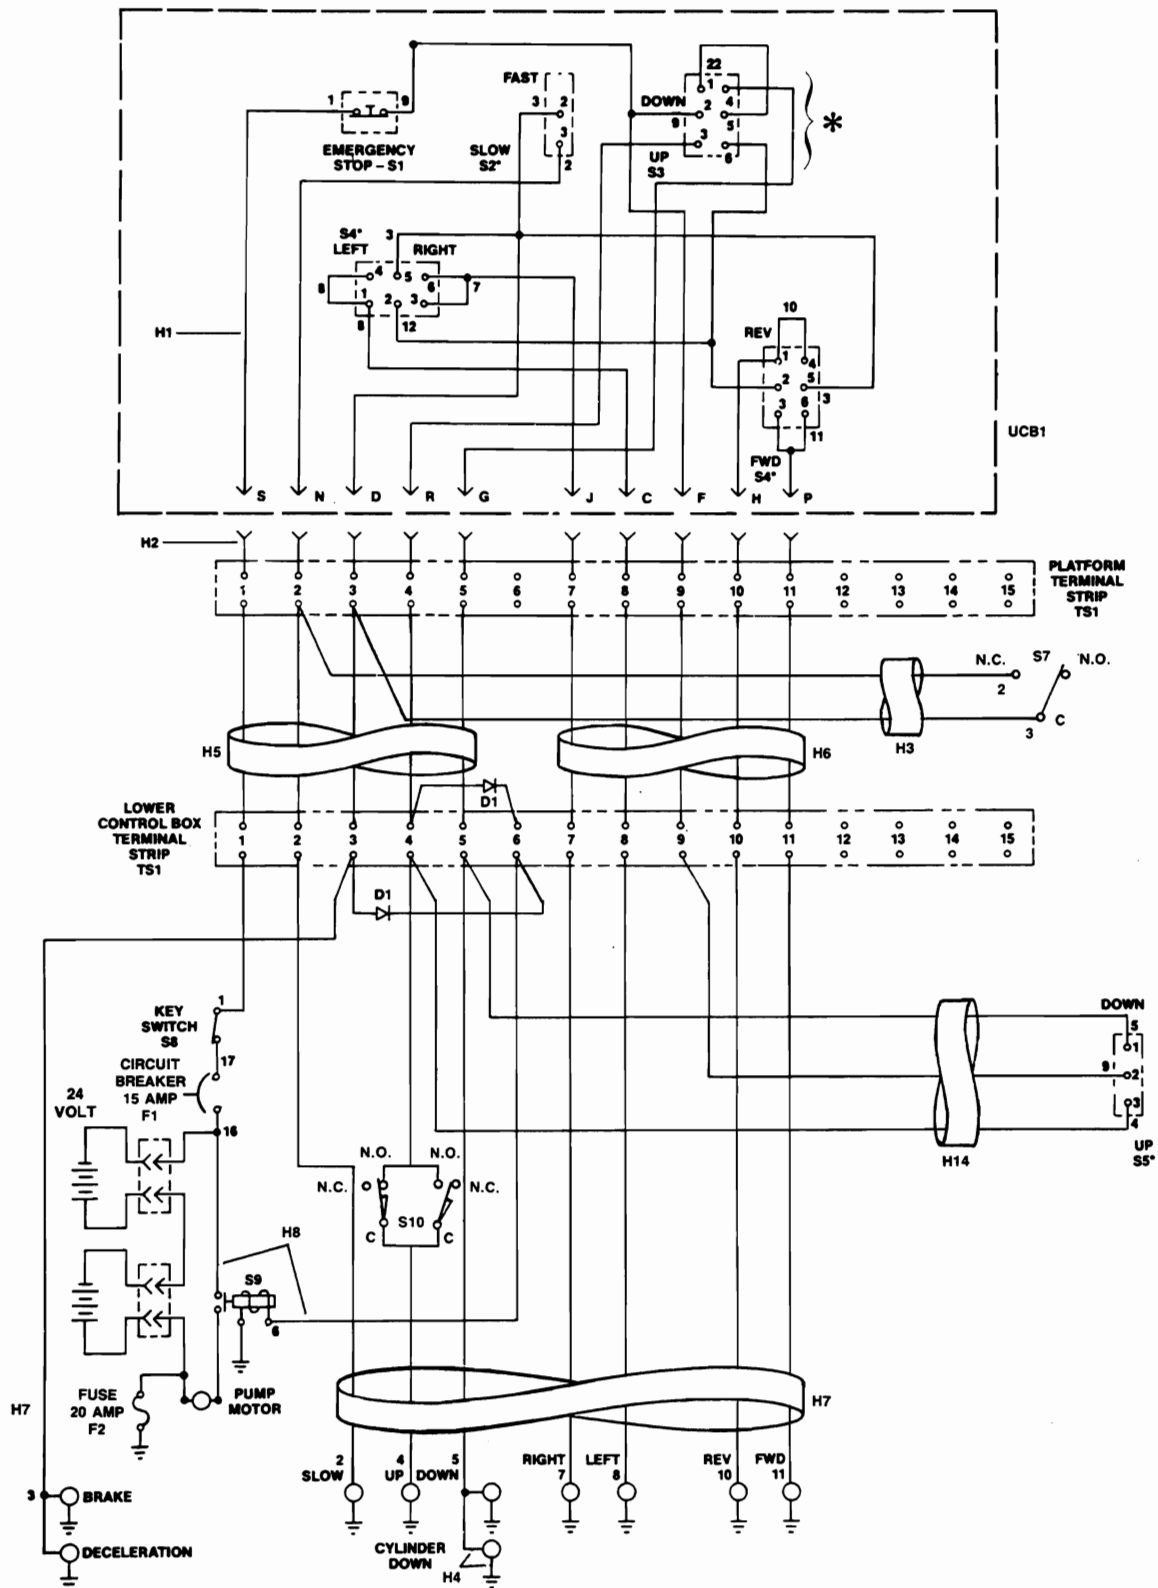 22
FAST
1
9
3
2
DOWN
1
4
2
9
5
3
*
EMERGENCY
STOP – S1
SLOW
S2*
3
2
UP
S3
6
S4*
LEFT
3
RIGHT
4
5
6
7
8
1
2
3
8
12
10
H1
REV
1
4
2
5
3
3
6
11
UCB1
FWD
S4*
S
N
D
R
G
J
C
F
H
P
H2
PLATFORM
TERMINAL
STRIP
TS1
1
2
3
4
5
6
7
8
9
10
11
12
13
14
15
N.C.
S7
N.O.
2
C
3
H3
H5
H6
D1
LOWER
CONTROL BOX
TERMINAL
STRIP
TS1
1
2
3
4
5
6
7
8
9
10
11
12
13
14
15
D1
1
KEY
SWITCH
S8
17
CIRCUIT
BREAKER
15 AMP
F1
24
VOLT
16
DOWN
5
1
9
2
3
4
UP
S5*
H14
N.O.
N.O.
N.C.
N.C.
S10
C
C
H8
S9
6
FUSE
20 AMP
F2
PUMP
MOTOR
H7
H7
2
SLOW
4
UP
DOWN
5
RIGHT
7
LEFT
8
REV
10
FWD
11
3
BRAKE
DECELERATION
CYLINDER
DOWN
H4